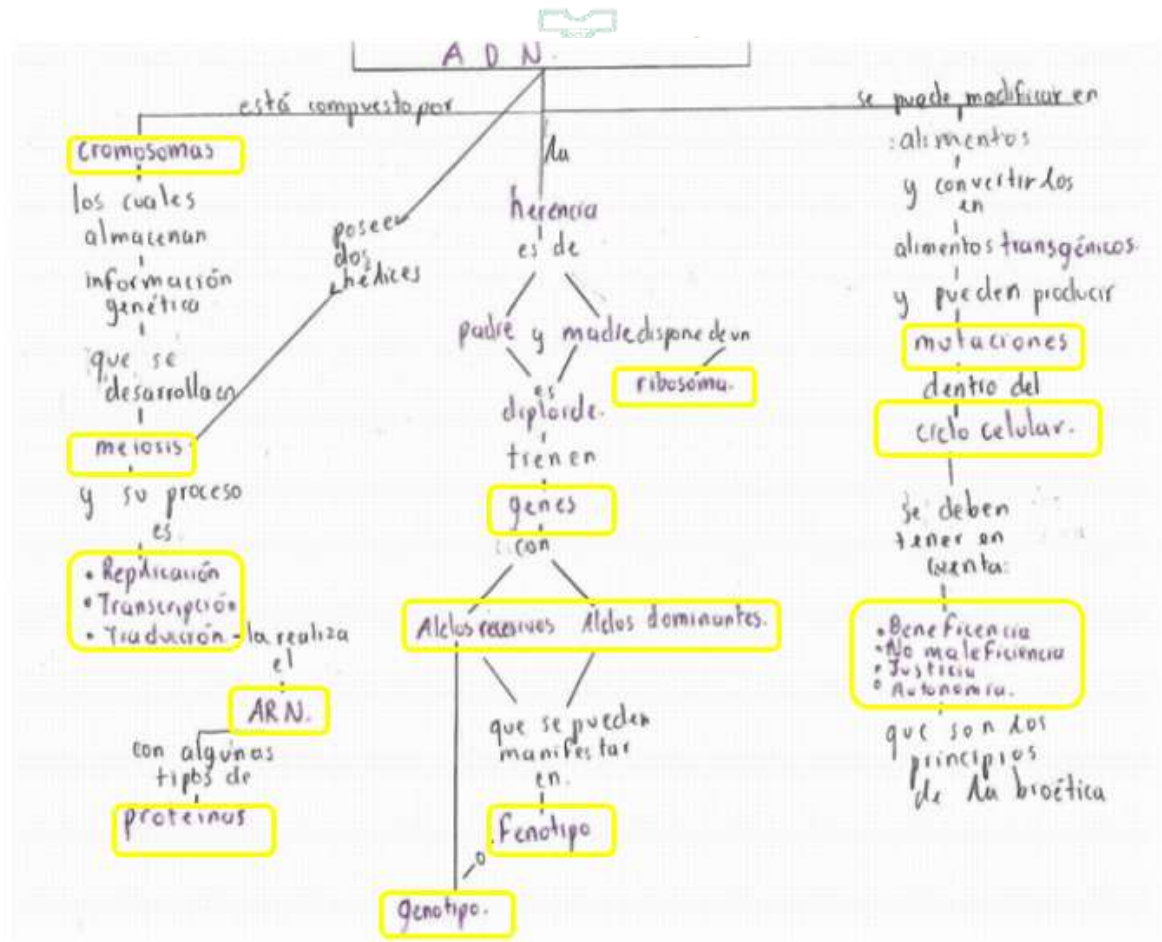 ADN.
está compuesto por
cromosomas
los cuales
almacenan
información
genética
que se
desarrolla en
meiosis.
y su proceso
es
• Replicación
• Transcripción
• Traducción - la realiza
el
ARN.
con algunos
tipos de
proteínas
poseen
dos
hélices
la
herencia
es de
padre y madre dispone de un
ribosoma.
es
diploide.
tienen
genes
con
Alelos recesivos Alelos dominantes.
que se pueden
manifestar
en.
Fenotipo
o
genotipo.
se puede modificar en
alimentos
y convertirlos
en
alimentos transgénicos.
y pueden producir
mutaciones
dentro del
ciclo celular.
se deben
tener en
cuenta:
• Beneficencia
• No maleficiencia
• Justicia
• Autonomía.
que son los
principios
de la bioética